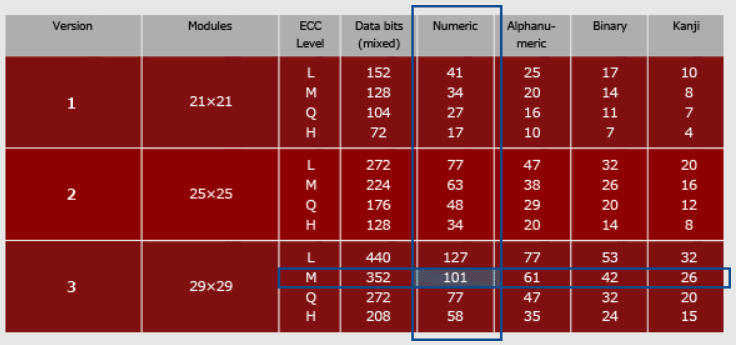 Version Modules ECC Level Data bits (mixed) Numeric Alphanu-meric Binary Kanji
1 21×21
L 152 41 25 17 10
M 128 34 20 14 8
Q 104 27 16 11 7
H 72 17 10 7 4
2 25×25
L 272 77 47 32 20
M 224 63 38 26 16
Q 176 48 29 20 12
H 128 34 20 14 8
3 29×29
L 440 127 77 53 32
M 352 101 61 42 26
Q 272 77 47 32 20
H 208 58 35 24 15